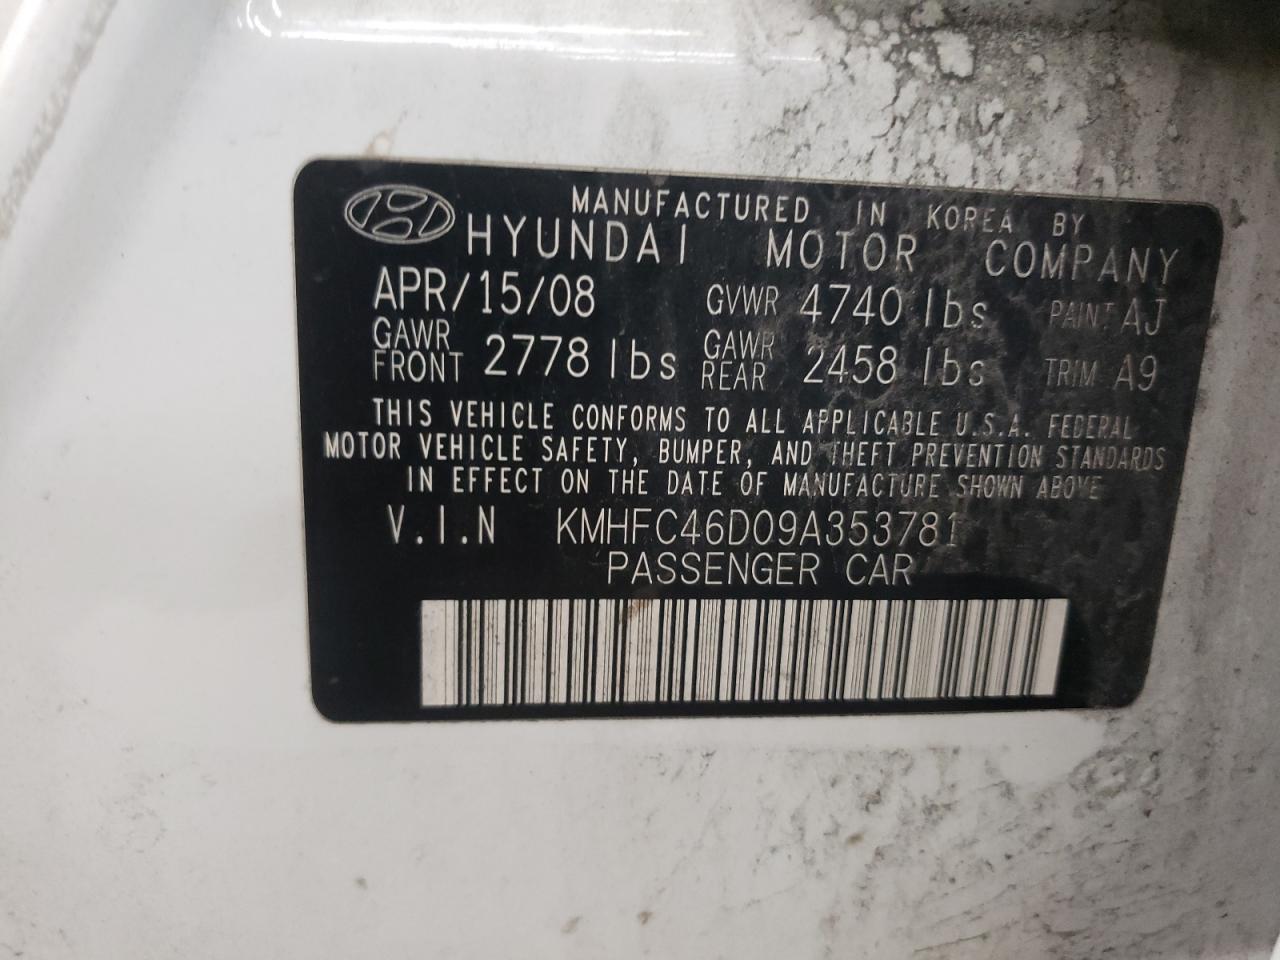 MANUFACTURED IN KOREA BY
HYUNDAI MOTOR COMPANY
APR/15/08 GVWR 4740 lbs PAINT AJ
GAWR FRONT 2778 lbs GAWR REAR 2458 lbs TRIM A9
THIS VEHICLE CONFORMS TO ALL APPLICABLE U.S.A. FEDERAL
MOTOR VEHICLE SAFETY, BUMPER, AND THEFT PREVENTION STANDARDS
IN EFFECT ON THE DATE OF MANUFACTURE SHOWN ABOVE
V.I.N KMHFC46D09A353781
PASSENGER CAR